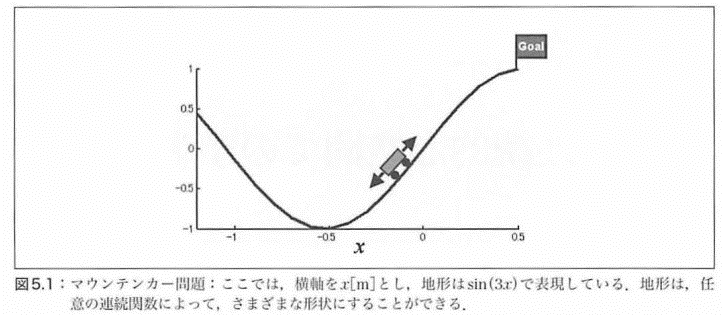 Goal
1
0.5
0
-0.5
-1
-1 -0.5 0 0.5
x
図5.1：マウンテンカー問題：ここでは，横軸をx[m]とし，地形はsin(3x)で表現している．地形は，任
意の連続関数によって，さまざまな形状にすることができる．